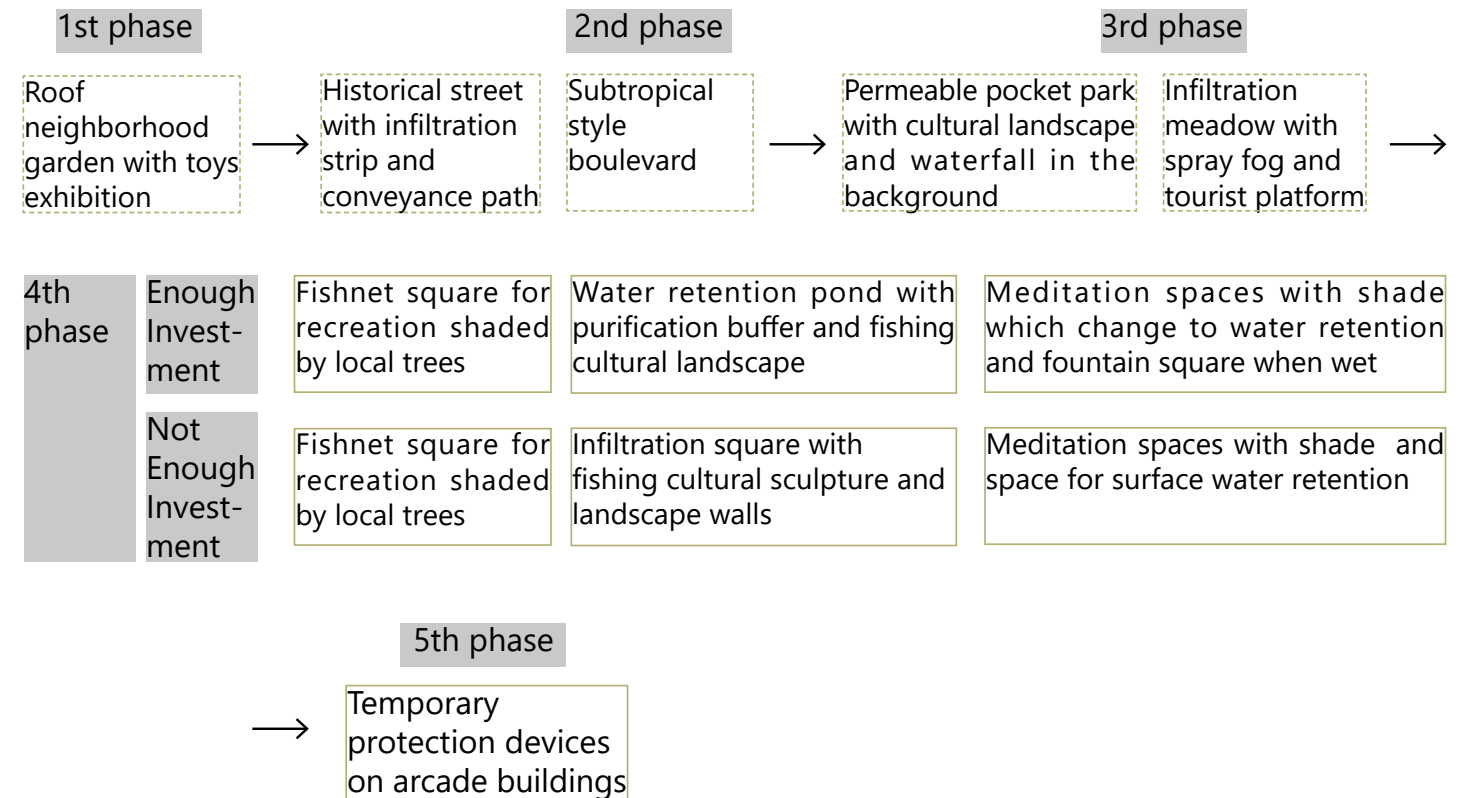 1st phase
2nd phase
3rd phase
Roof
neighborhood
garden with toys
exhibition
Historical street
with infiltration
strip and
conveyance path
Subtropical
style
boulevard
Permeable pocket park
with cultural landscape
and waterfall in the
background
Infiltration
meadow with
spray fog and
tourist platform
4th
phase
Enough
Invest-
ment
Fishnet square for
recreation shaded
by local trees
Water retention pond with
purification buffer and fishing
cultural landscape
Meditation spaces with shade
which change to water retention
and fountain square when wet
Not
Enough
Invest-
ment
Fishnet square for
recreation shaded
by local trees
Infiltration square with
fishing cultural sculpture and
landscape walls
Meditation spaces with shade and
space for surface water retention
5th phase
Temporary
protection devices
on arcade buildings